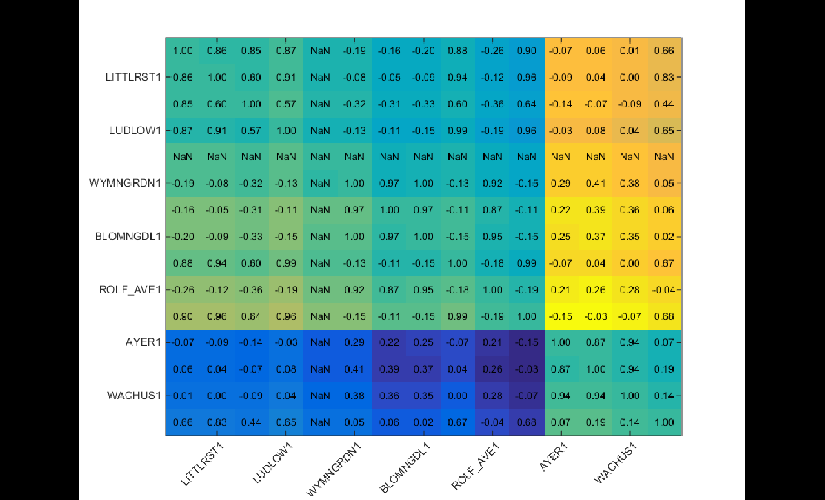 1.00 0.86 0.85 0.87 NaN -0.19 -0.16 -0.20 0.88 -0.26 0.90 -0.07 0.06 0.01 0.66
LITTLRST1 0.86 1.00 0.60 0.91 NaN -0.08 -0.05 -0.09 0.94 -0.12 0.96 -0.09 0.04 0.00 0.83
0.85 0.60 1.00 0.57 NaN -0.32 -0.31 -0.33 0.60 -0.36 0.64 -0.14 -0.07 -0.09 0.44
LUDLOW1 0.87 0.91 0.57 1.00 NaN -0.13 -0.11 -0.15 0.99 -0.19 0.96 -0.03 0.08 0.04 0.65
NaN NaN NaN NaN NaN NaN NaN NaN NaN NaN NaN NaN NaN NaN NaN
WYMNGRDN1 -0.19 -0.08 -0.32 -0.13 NaN 1.00 0.97 1.00 -0.13 0.92 -0.15 0.29 0.41 0.38 0.05
-0.16 -0.05 -0.31 -0.11 NaN 0.97 1.00 0.97 -0.11 0.87 -0.11 0.22 0.39 0.36 0.06
BLOMNGDL1 -0.20 -0.09 -0.33 -0.15 NaN 1.00 0.97 1.00 -0.15 0.95 -0.15 0.25 0.37 0.35 0.02
0.88 0.94 0.60 0.99 NaN -0.13 -0.11 -0.15 1.00 -0.18 0.99 -0.07 0.04 0.00 0.67
ROLF_AVE1 -0.26 -0.12 -0.36 -0.19 NaN 0.92 0.87 0.95 -0.18 1.00 -0.19 0.21 0.26 0.28 -0.04
0.90 0.96 0.64 0.96 NaN -0.15 -0.11 -0.15 0.99 -0.19 1.00 -0.15 -0.03 -0.07 0.68
AYER1 -0.07 -0.09 -0.14 -0.03 NaN 0.29 0.22 0.25 -0.07 0.21 -0.15 1.00 0.87 0.94 0.07
0.06 0.04 -0.07 0.08 NaN 0.41 0.39 0.37 0.04 0.26 -0.03 0.87 1.00 0.94 0.19
WACHUS1 0.01 0.00 -0.09 0.04 NaN 0.38 0.36 0.35 0.00 0.28 -0.07 0.94 0.94 1.00 0.14
0.66 0.83 0.44 0.65 NaN 0.05 0.06 0.02 0.67 -0.04 0.68 0.07 0.19 0.14 1.00
LITTLRST1 LUDLOW1 WYMNGRDN1 BLOMNGDL1 ROLF_AVE1 AYER1 WACHUS1